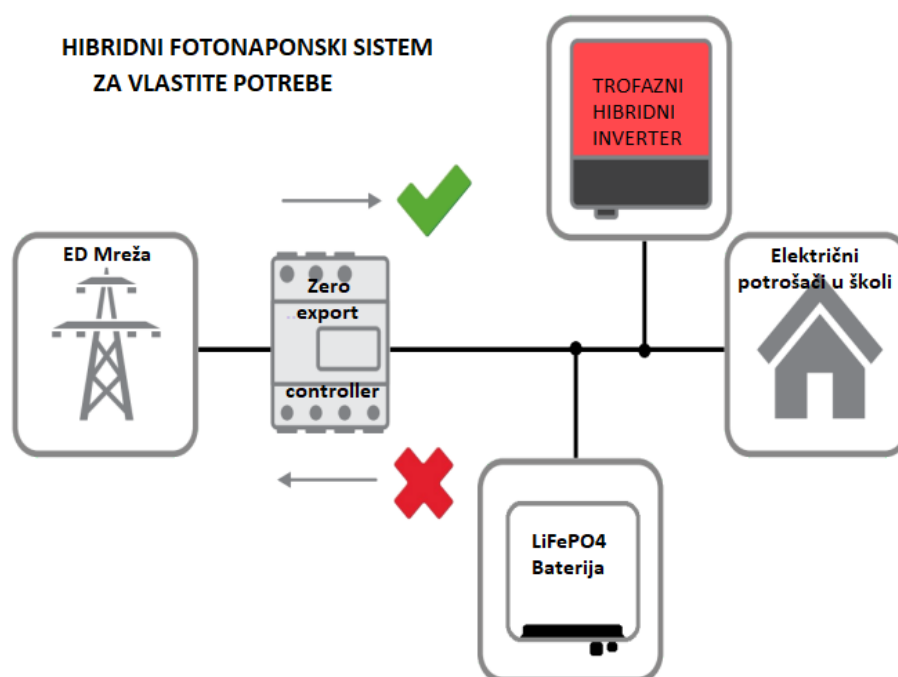 HIBRIDNI FOTONAPONSKI SISTEM
ZA VLASTITE POTREBE
TROFAZNI
HIBRIDNI
INVERTER
ED Mreža
Zero
export
controller
Električni
potrošači u školi
LiFePO4
Baterija